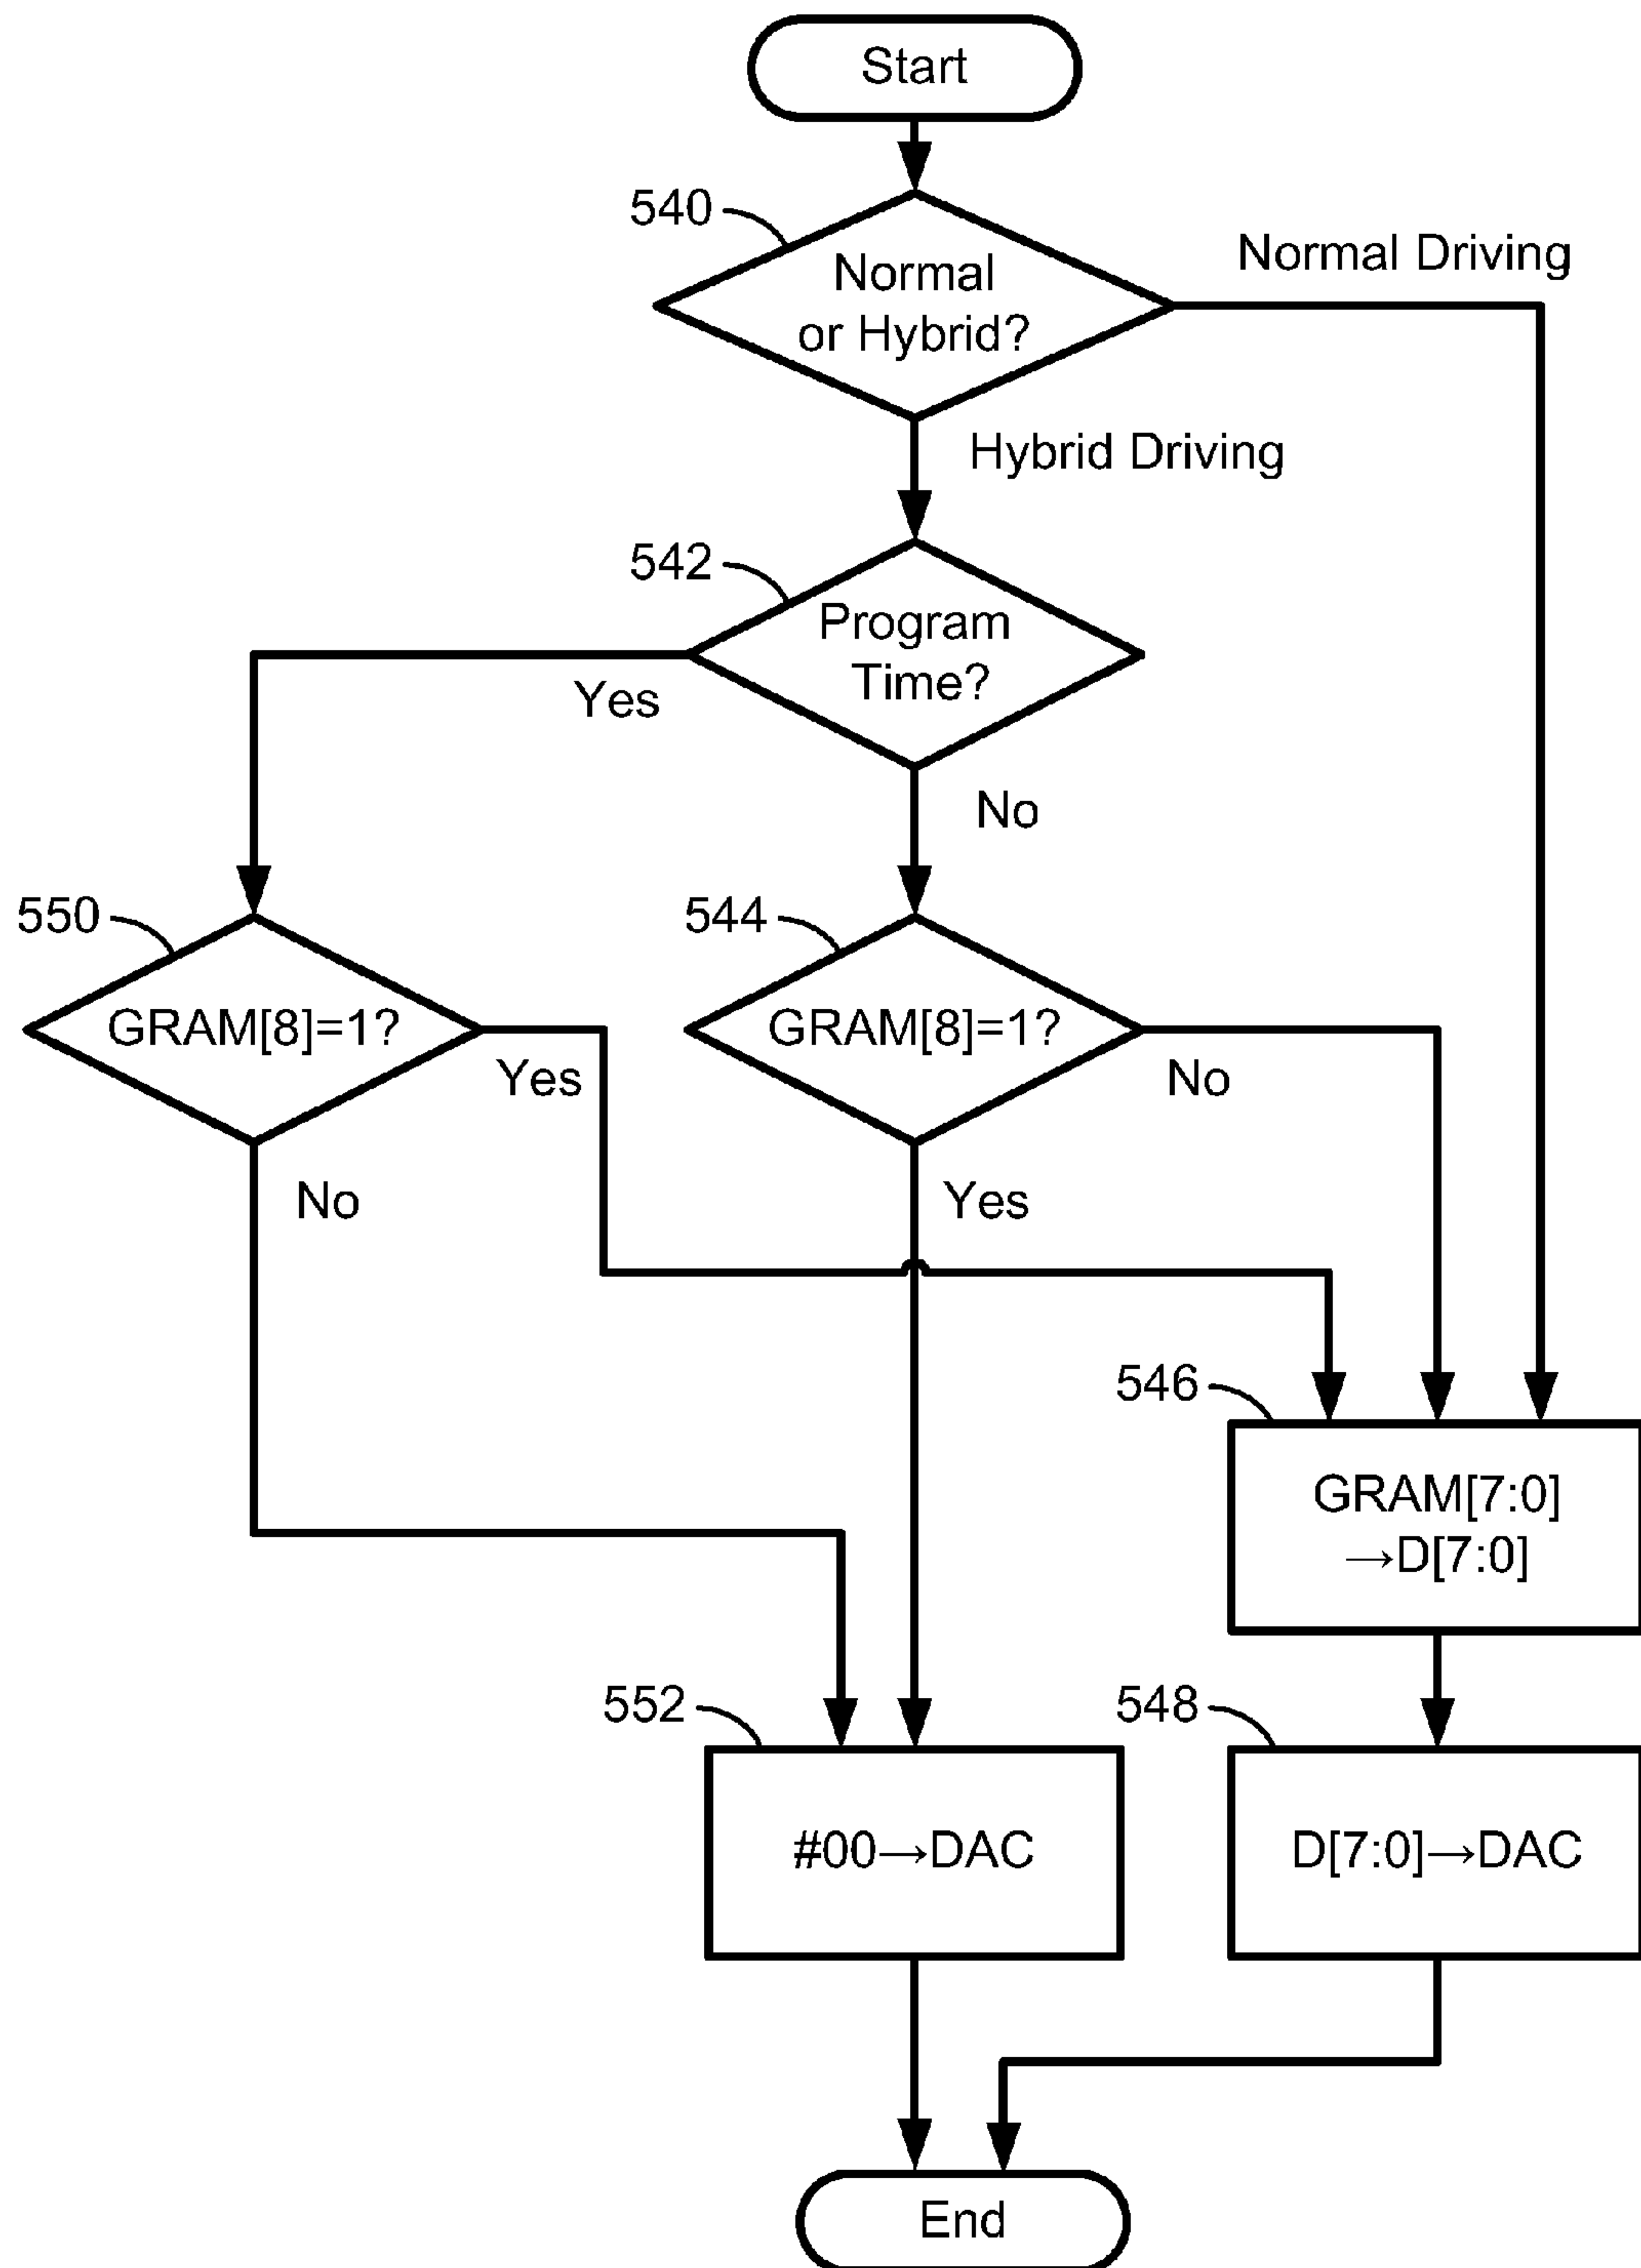 Start
540
Normal
or Hybrid?
Normal Driving
Hybrid Driving
542
Program
Time?
Yes
No
550
GRAM[8]=1?
Yes
544
GRAM[8]=1?
No
No
Yes
546
GRAM[7:0]
→D[7:0]
552
#00→DAC
548
D[7:0]→DAC
End